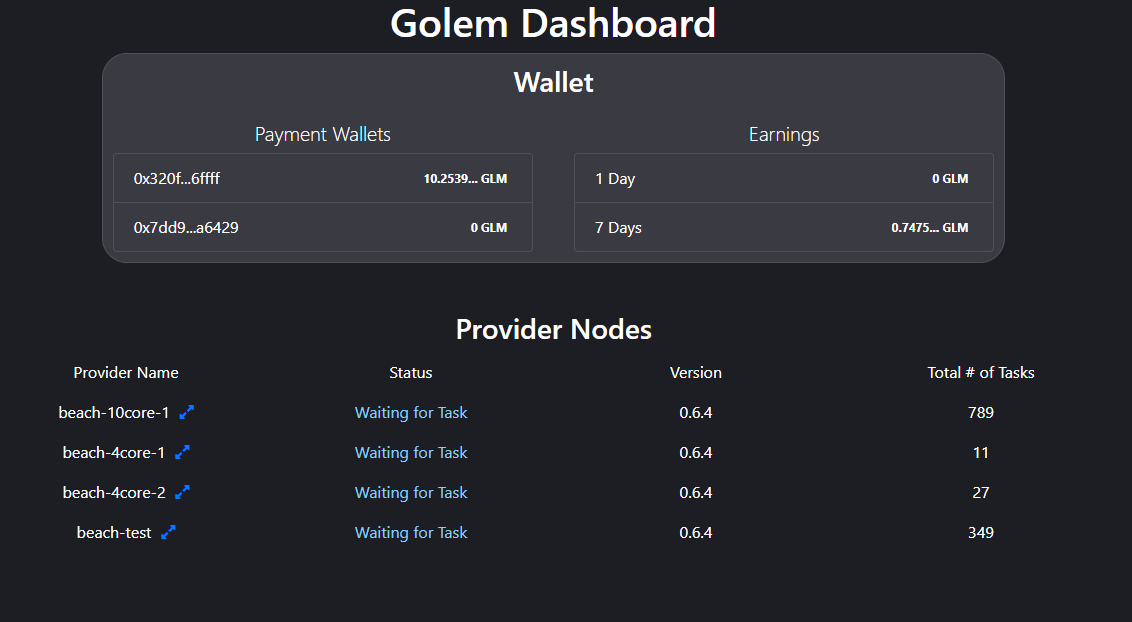 Golem Dashboard
Wallet
Payment Wallets
0x320f...6ffff 10.2539... GLM
0x7dd9...a6429 0 GLM
Earnings
1 Day 0 GLM
7 Days 0.7475... GLM
Provider Nodes
Provider Name Status Version Total # of Tasks
beach-10core-1 Waiting for Task 0.6.4 789
beach-4core-1 Waiting for Task 0.6.4 11
beach-4core-2 Waiting for Task 0.6.4 27
beach-test Waiting for Task 0.6.4 349